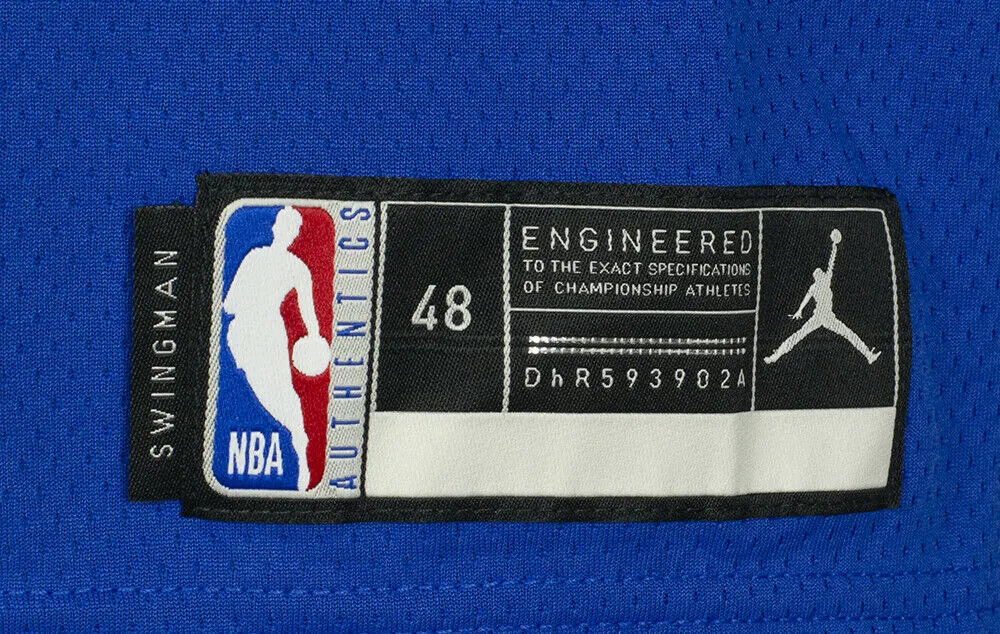 SWINGMAN
NBA
AUTHENTICS
48
ENGINEERED
TO THE EXACT SPECIFICATIONS
OF CHAMPIONSHIP ATHLETES
DhR593902A